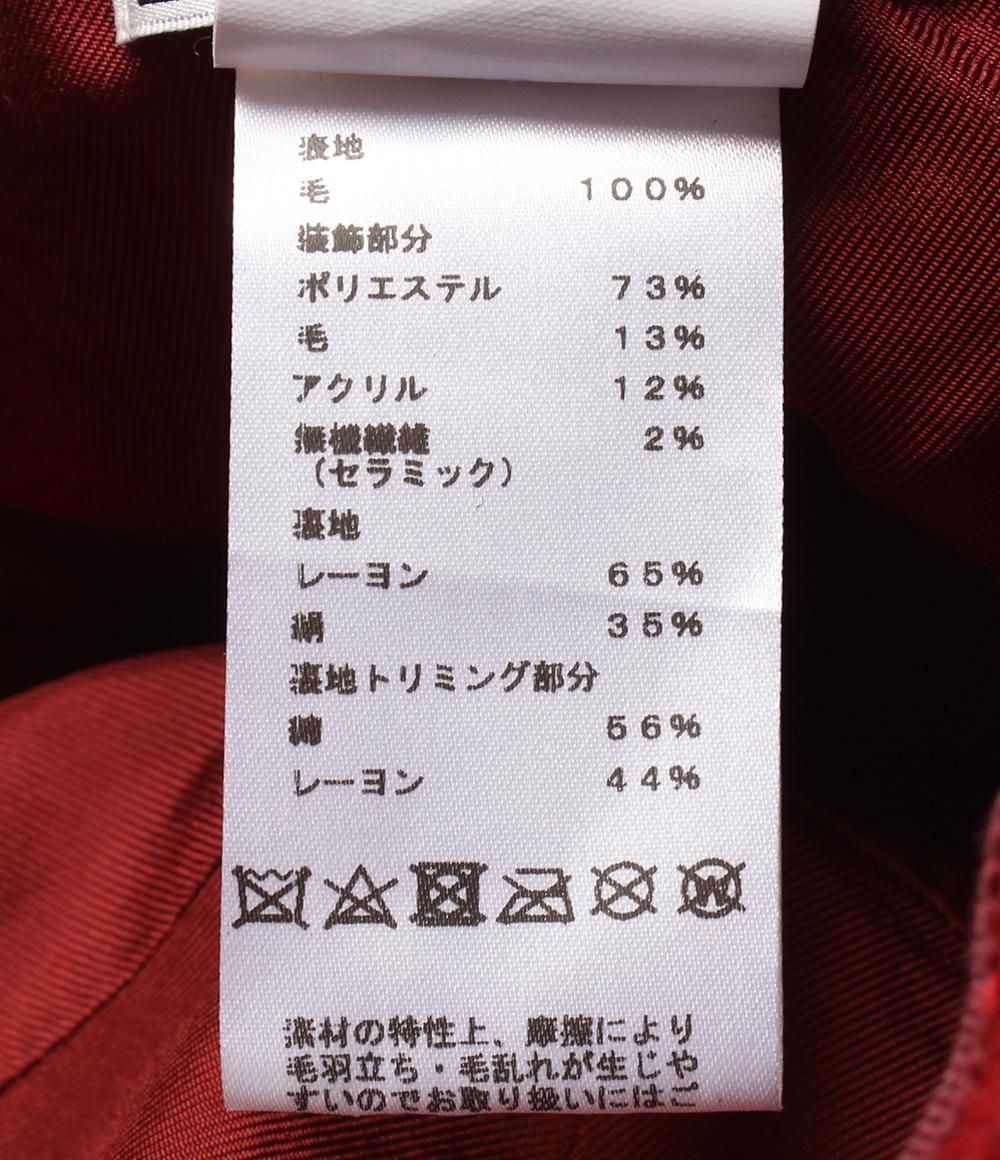 表地
毛 100%
装飾部分
ポリエステル 73%
毛 13%
アクリル 12%
無機繊維 2%
(セラミック)
裏地
レーヨン 65%
綿 35%
裏地トリミング部分
綿 56%
レーヨン 44%
W
素材の特性上、摩擦により
毛羽立ち・毛乱れが生じや
すいのでお取り扱いにはご